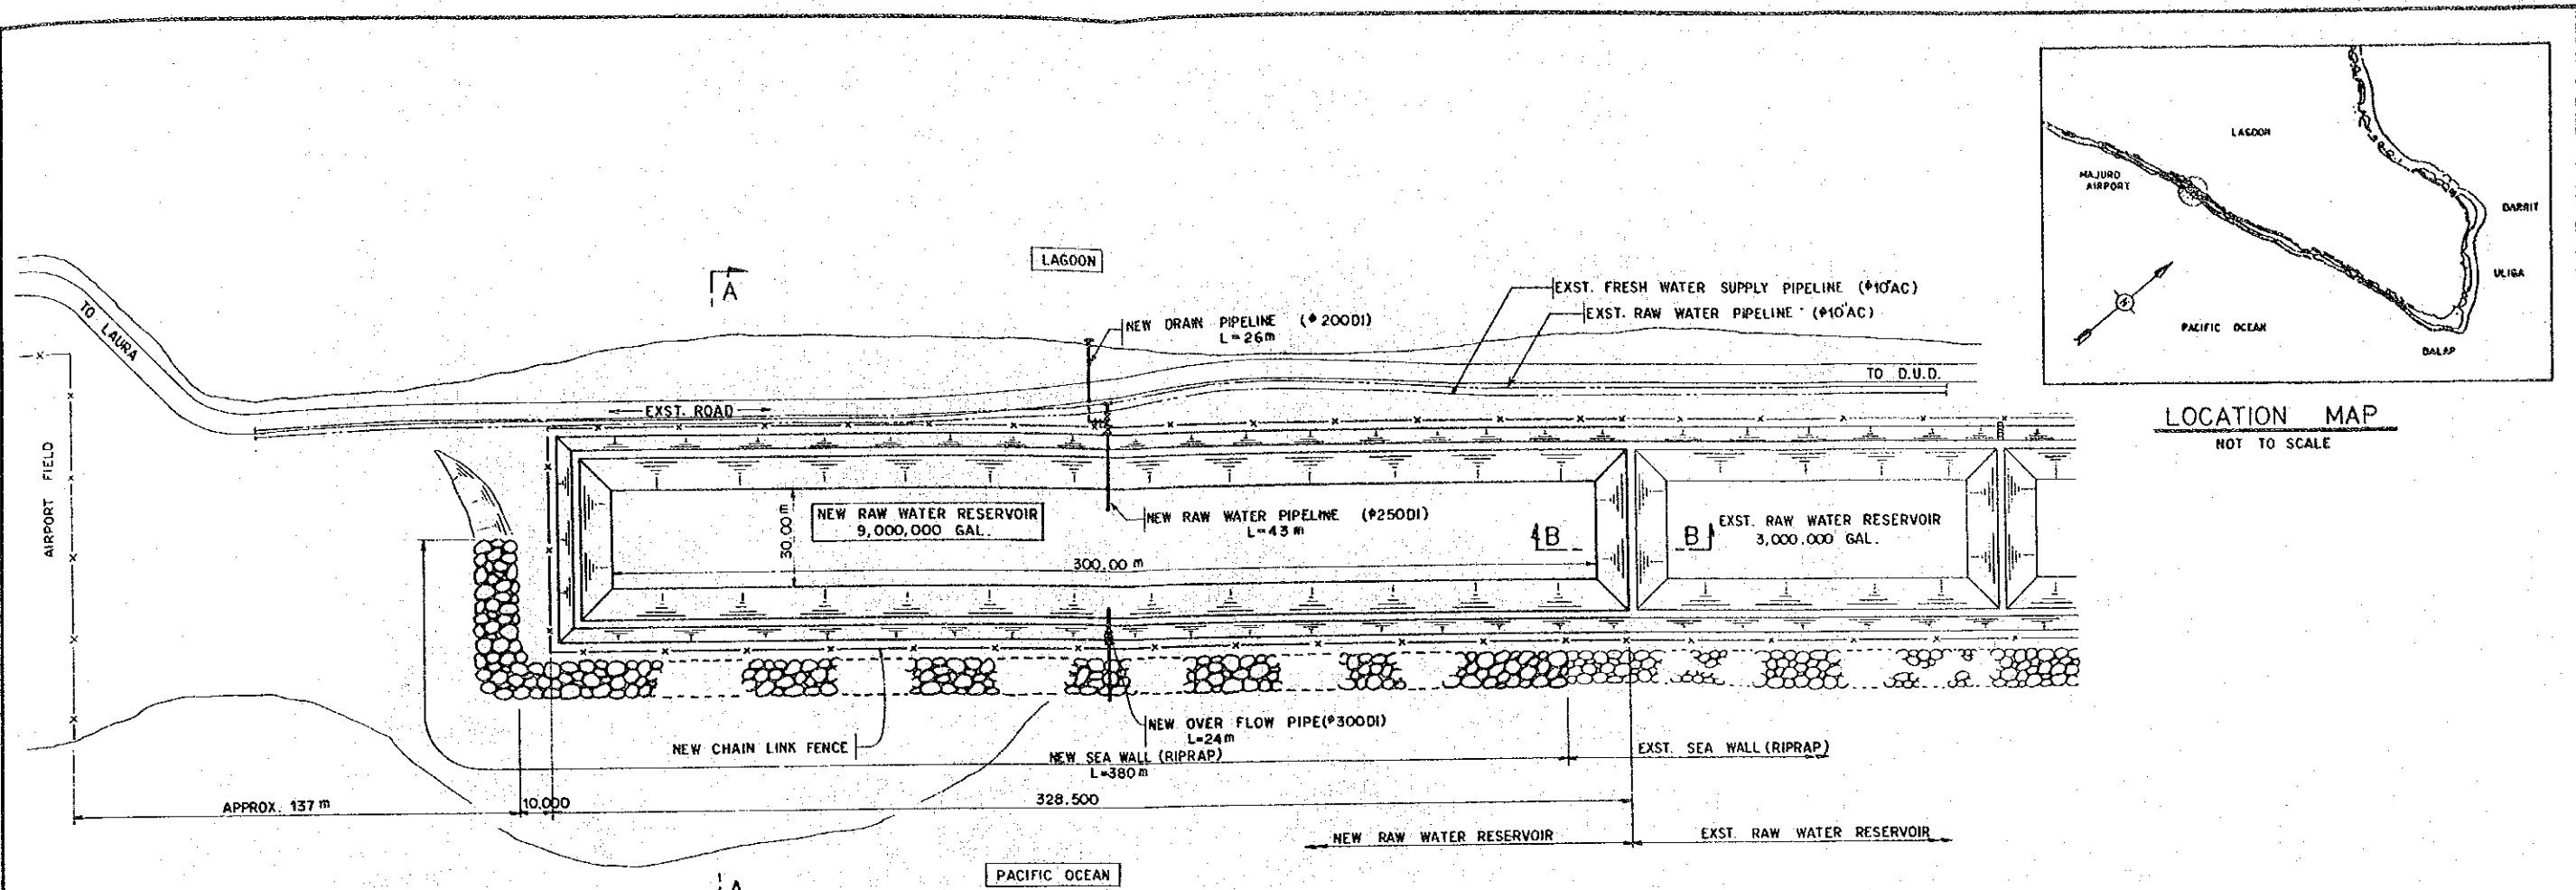 LAGOON
MAJURO
AIRPORT
DARRIT
ULIGA
PACIFIC OCEAN
DALAP
LOCATION MAP
NOT TO SCALE
LAGOON
A
TO LAURA
EXST. FRESH WATER SUPPLY PIPELINE (φ10"AC)
EXST. RAW WATER PIPELINE (φ10"AC)
NEW DRAIN PIPELINE (φ200DI)
L=26m
TO D.U.D.
EXST. ROAD
AIRPORT FIELD
NEW RAW WATER RESERVOIR
9,000,000 GAL.
30.00 m
NEW RAW WATER PIPELINE (φ250DI)
L=43m
B
B
EXST. RAW WATER RESERVOIR
3,000,000 GAL.
300.00 m
NEW OVER FLOW PIPE(φ300DI)
L=24m
NEW CHAIN LINK FENCE
NEW SEA WALL (RIPRAP)
L=380m
EXST. SEA WALL (RIPRAP)
APPROX. 137 m
10.000
328.500
NEW RAW WATER RESERVOIR
EXST. RAW WATER RESERVOIR
PACIFIC OCEAN
A